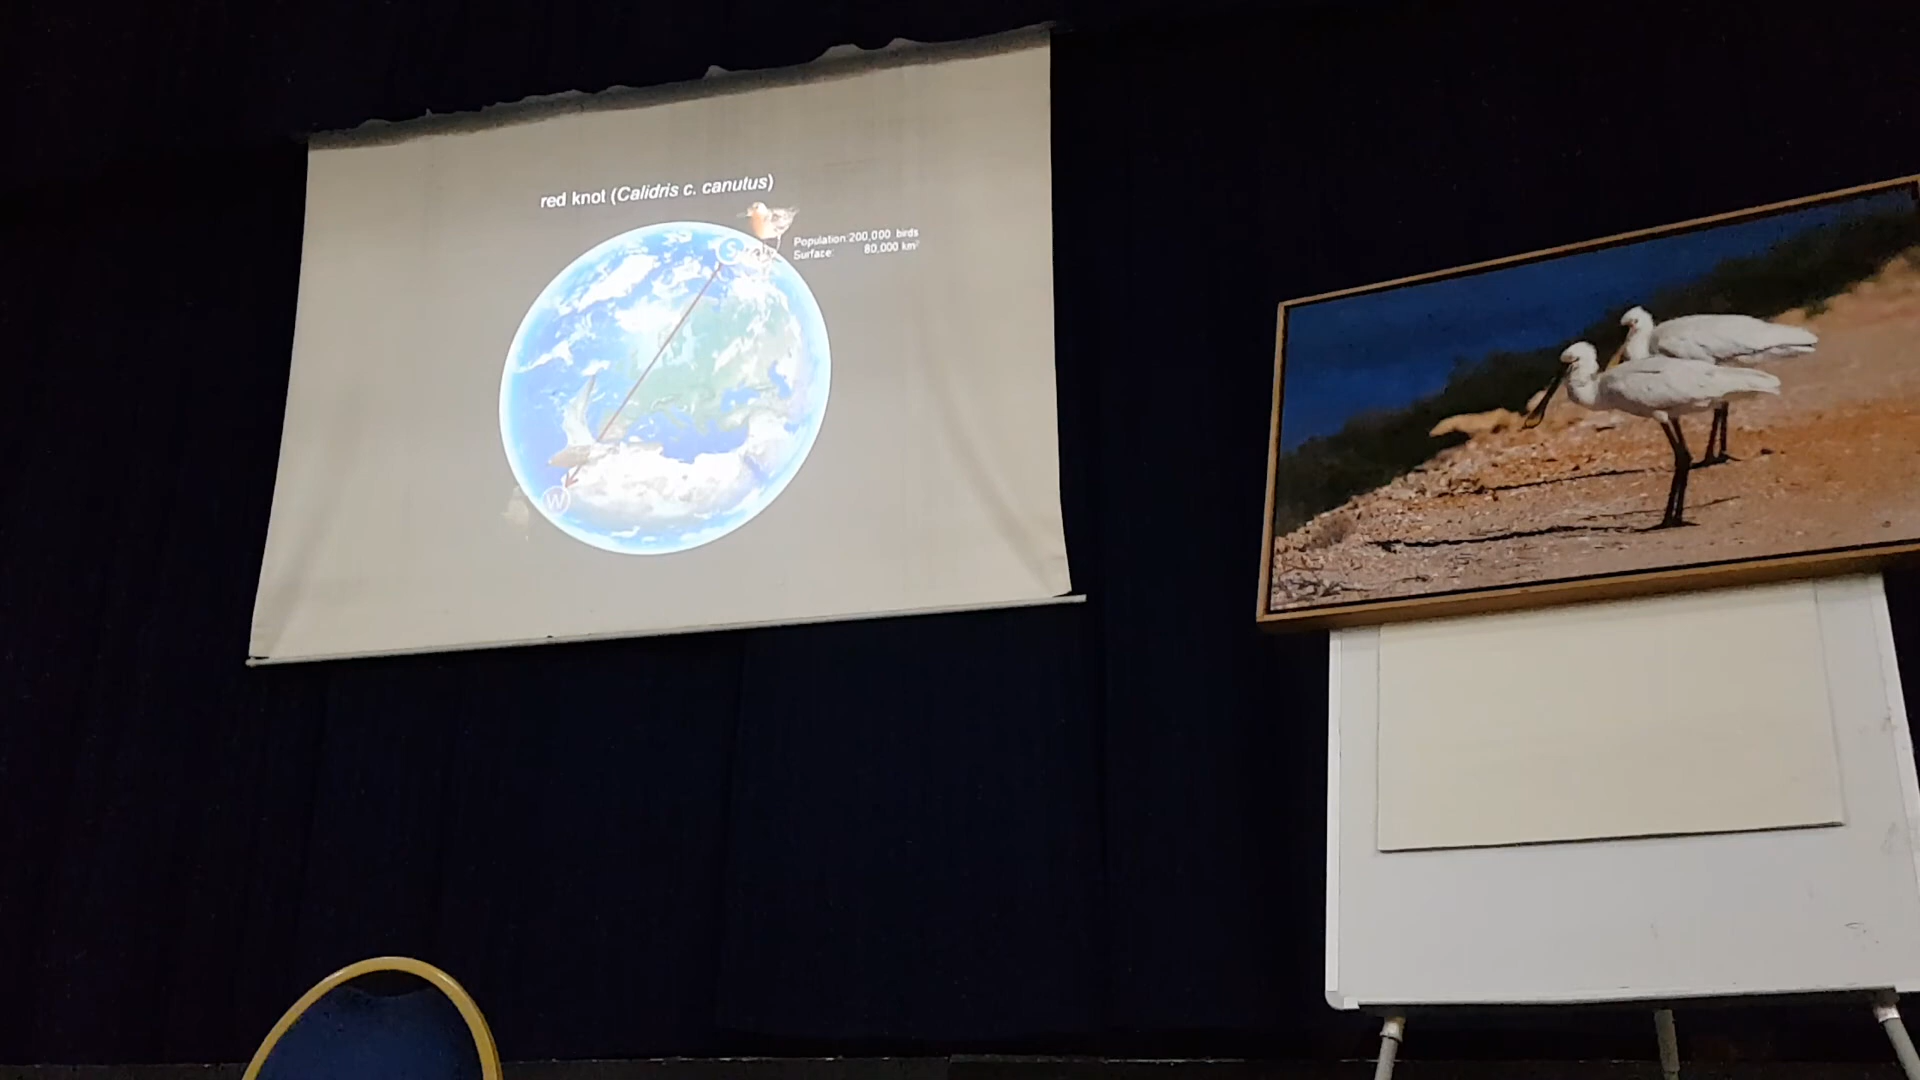 red knot (Calidris c. canutus)
Population:200,000 birds
Surface: 80,000 km²
S
W